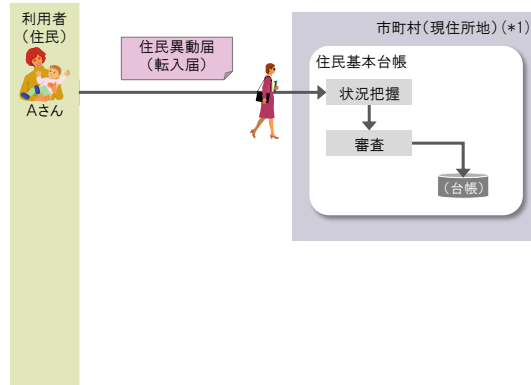 利用者
(住民)
Aさん
住民異動届
(転入届)
市町村(現住所地)(*1)
住民基本台帳
状況把握
審査
(台帳)